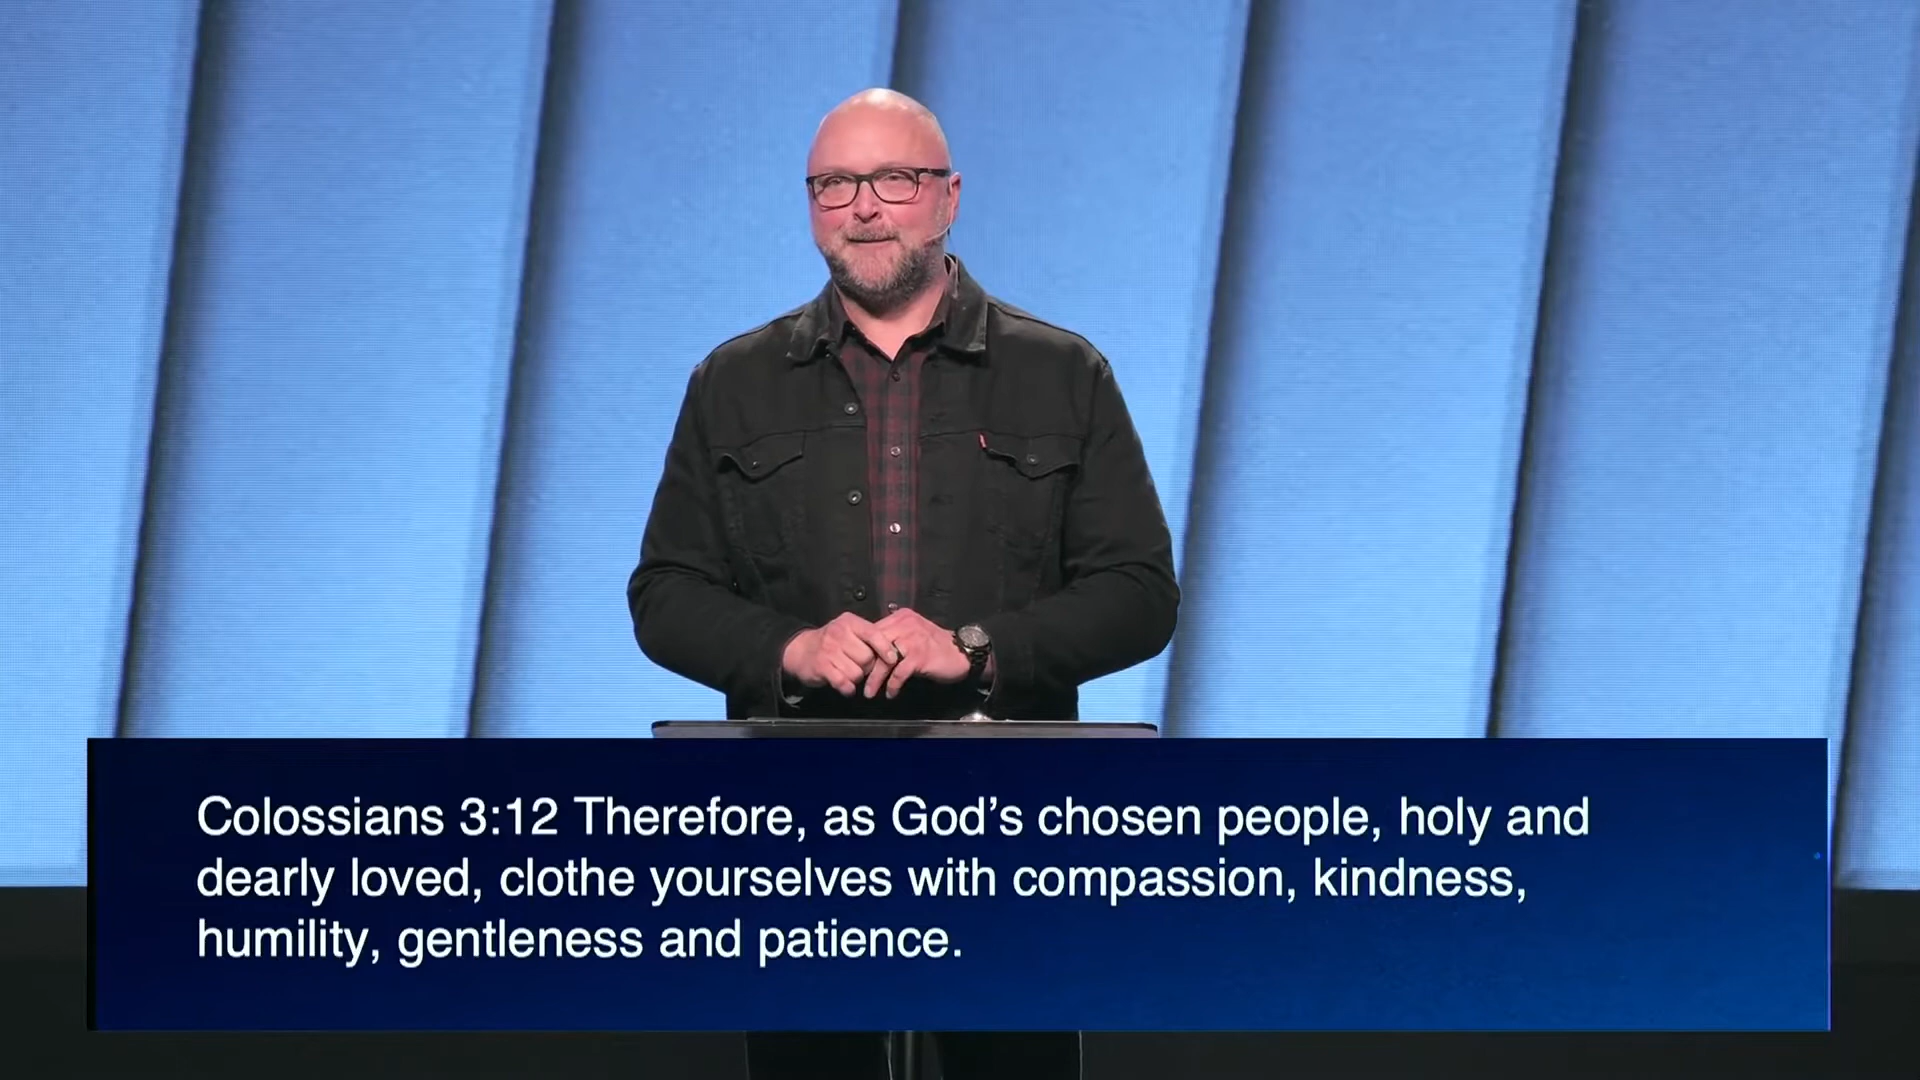 Colossians 3:12 Therefore, as God’s chosen people, holy and
dearly loved, clothe yourselves with compassion, kindness,
humility, gentleness and patience.